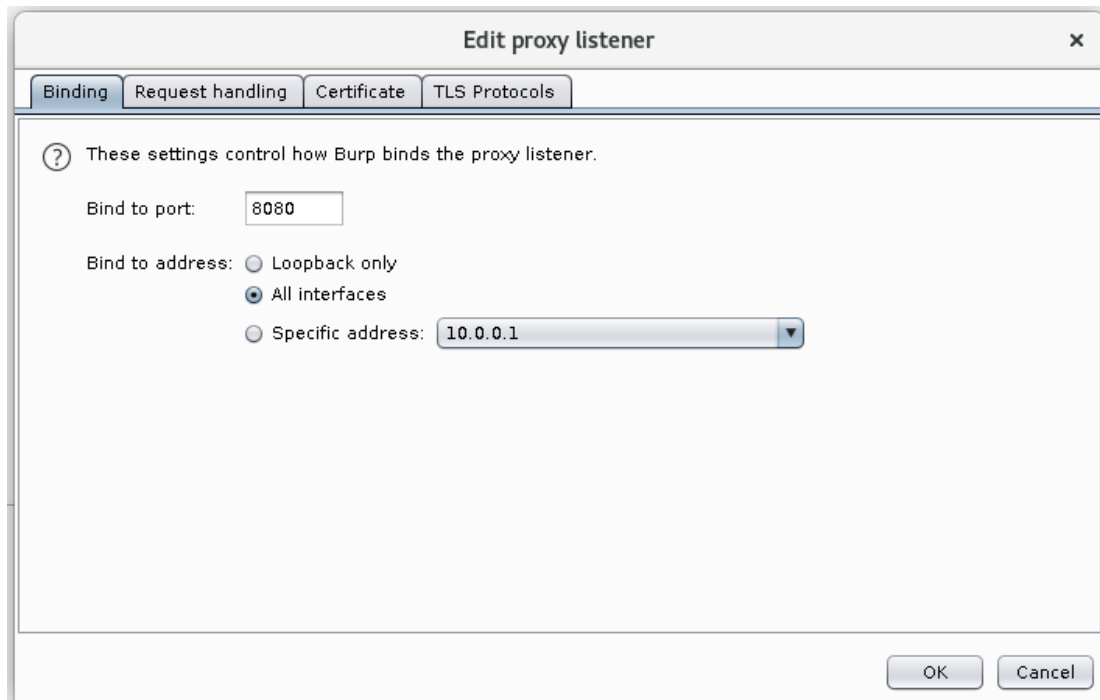 Edit proxy listener ×
Binding Request handling Certificate TLS Protocols
? These settings control how Burp binds the proxy listener.
Bind to port: 8080
Bind to address: Loopback only
All interfaces
Specific address: 10.0.0.1
OK Cancel